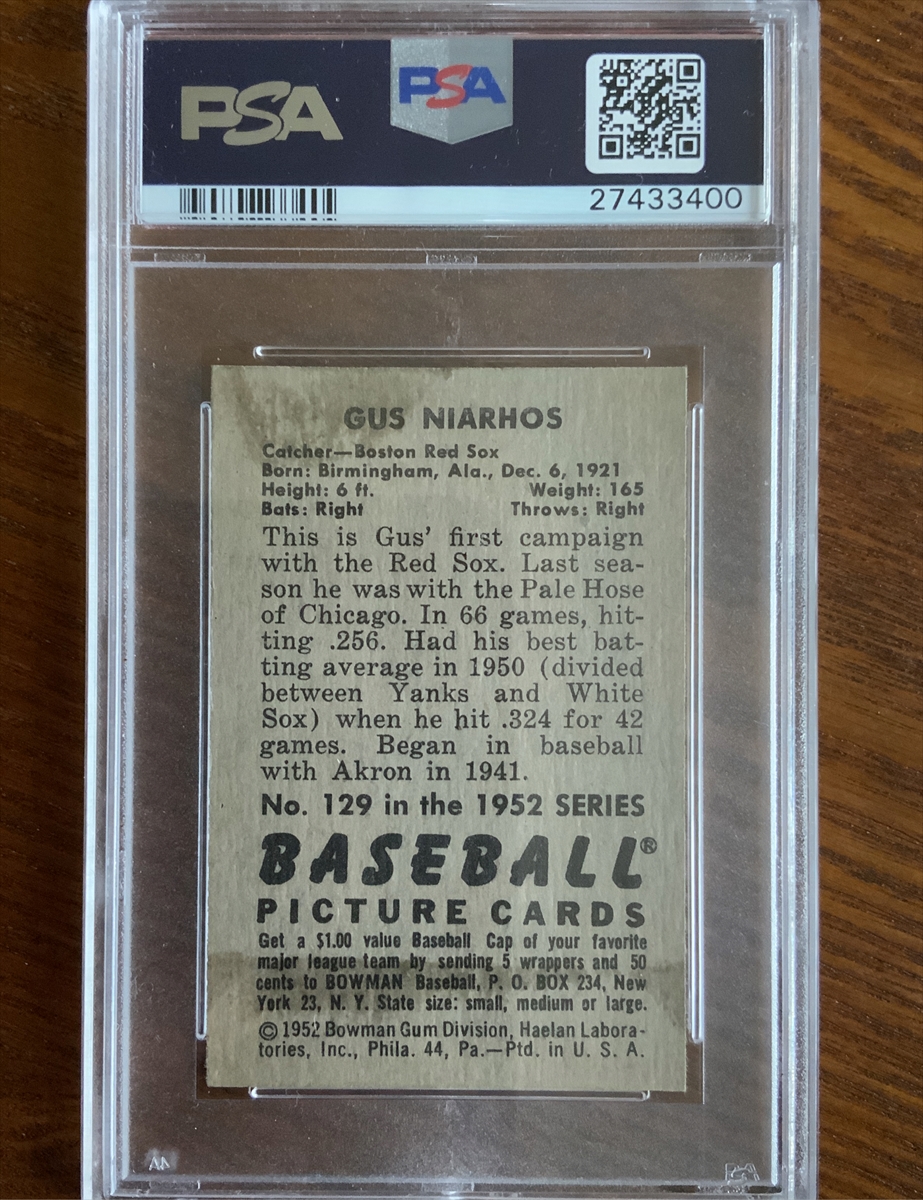 PSA PSA
27433400
GUS NIARHOS
Catcher—Boston Red Sox
Born: Birmingham, Ala., Dec. 6, 1921
Height: 6 ft. Weight: 165
Bats: Right Throws: Right
This is Gus' first campaign
with the Red Sox. Last sea-
son he was with the Pale Hose
of Chicago. In 66 games, hit-
ting .256. Had his best bat-
ting average in 1950 (divided
between Yanks and White
Sox) when he hit .324 for 42
games. Began in baseball
with Akron in 1941.
No. 129 in the 1952 SERIES
BASEBALL®
PICTURE CARDS
Get a $1.00 value Baseball Cap of your favorite
major league team by sending 5 wrappers and 50
cents to BOWMAN Baseball, P. O. BOX 234, New
York 23, N. Y. State size: small, medium or large.
© 1952 Bowman Gum Division, Haelan Labora-
tories, Inc., Phila. 44, Pa.—Ptd. in U. S. A.
PSA